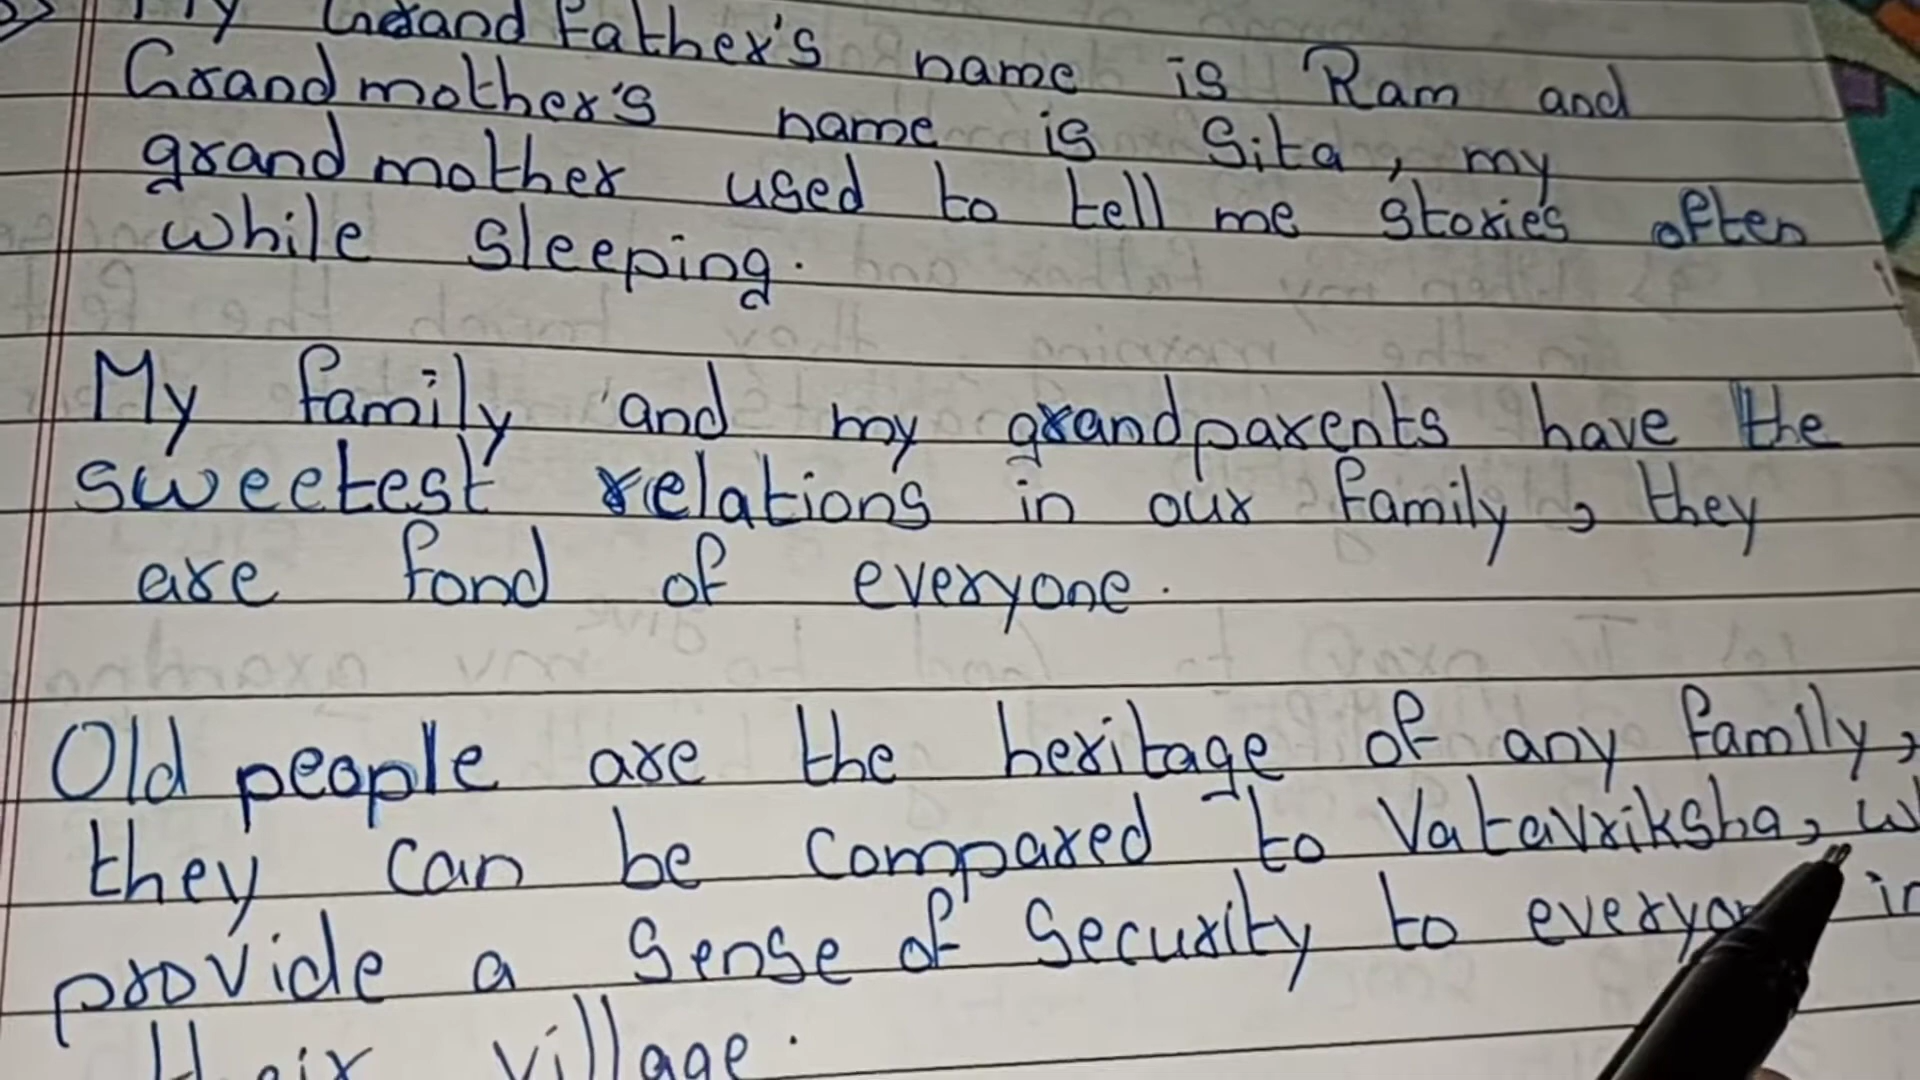 My Grand Father's name is Ram and
Grandmother's name is Sita, my
grandmother used to tell me stories often
while sleeping.
My family and my grandparents have the
sweetest relations in our family, they
are fond of everyone.
Old people are the heritage of any family,
they can be compared to Vatavriksha,
provide a sense of security to in
their village.